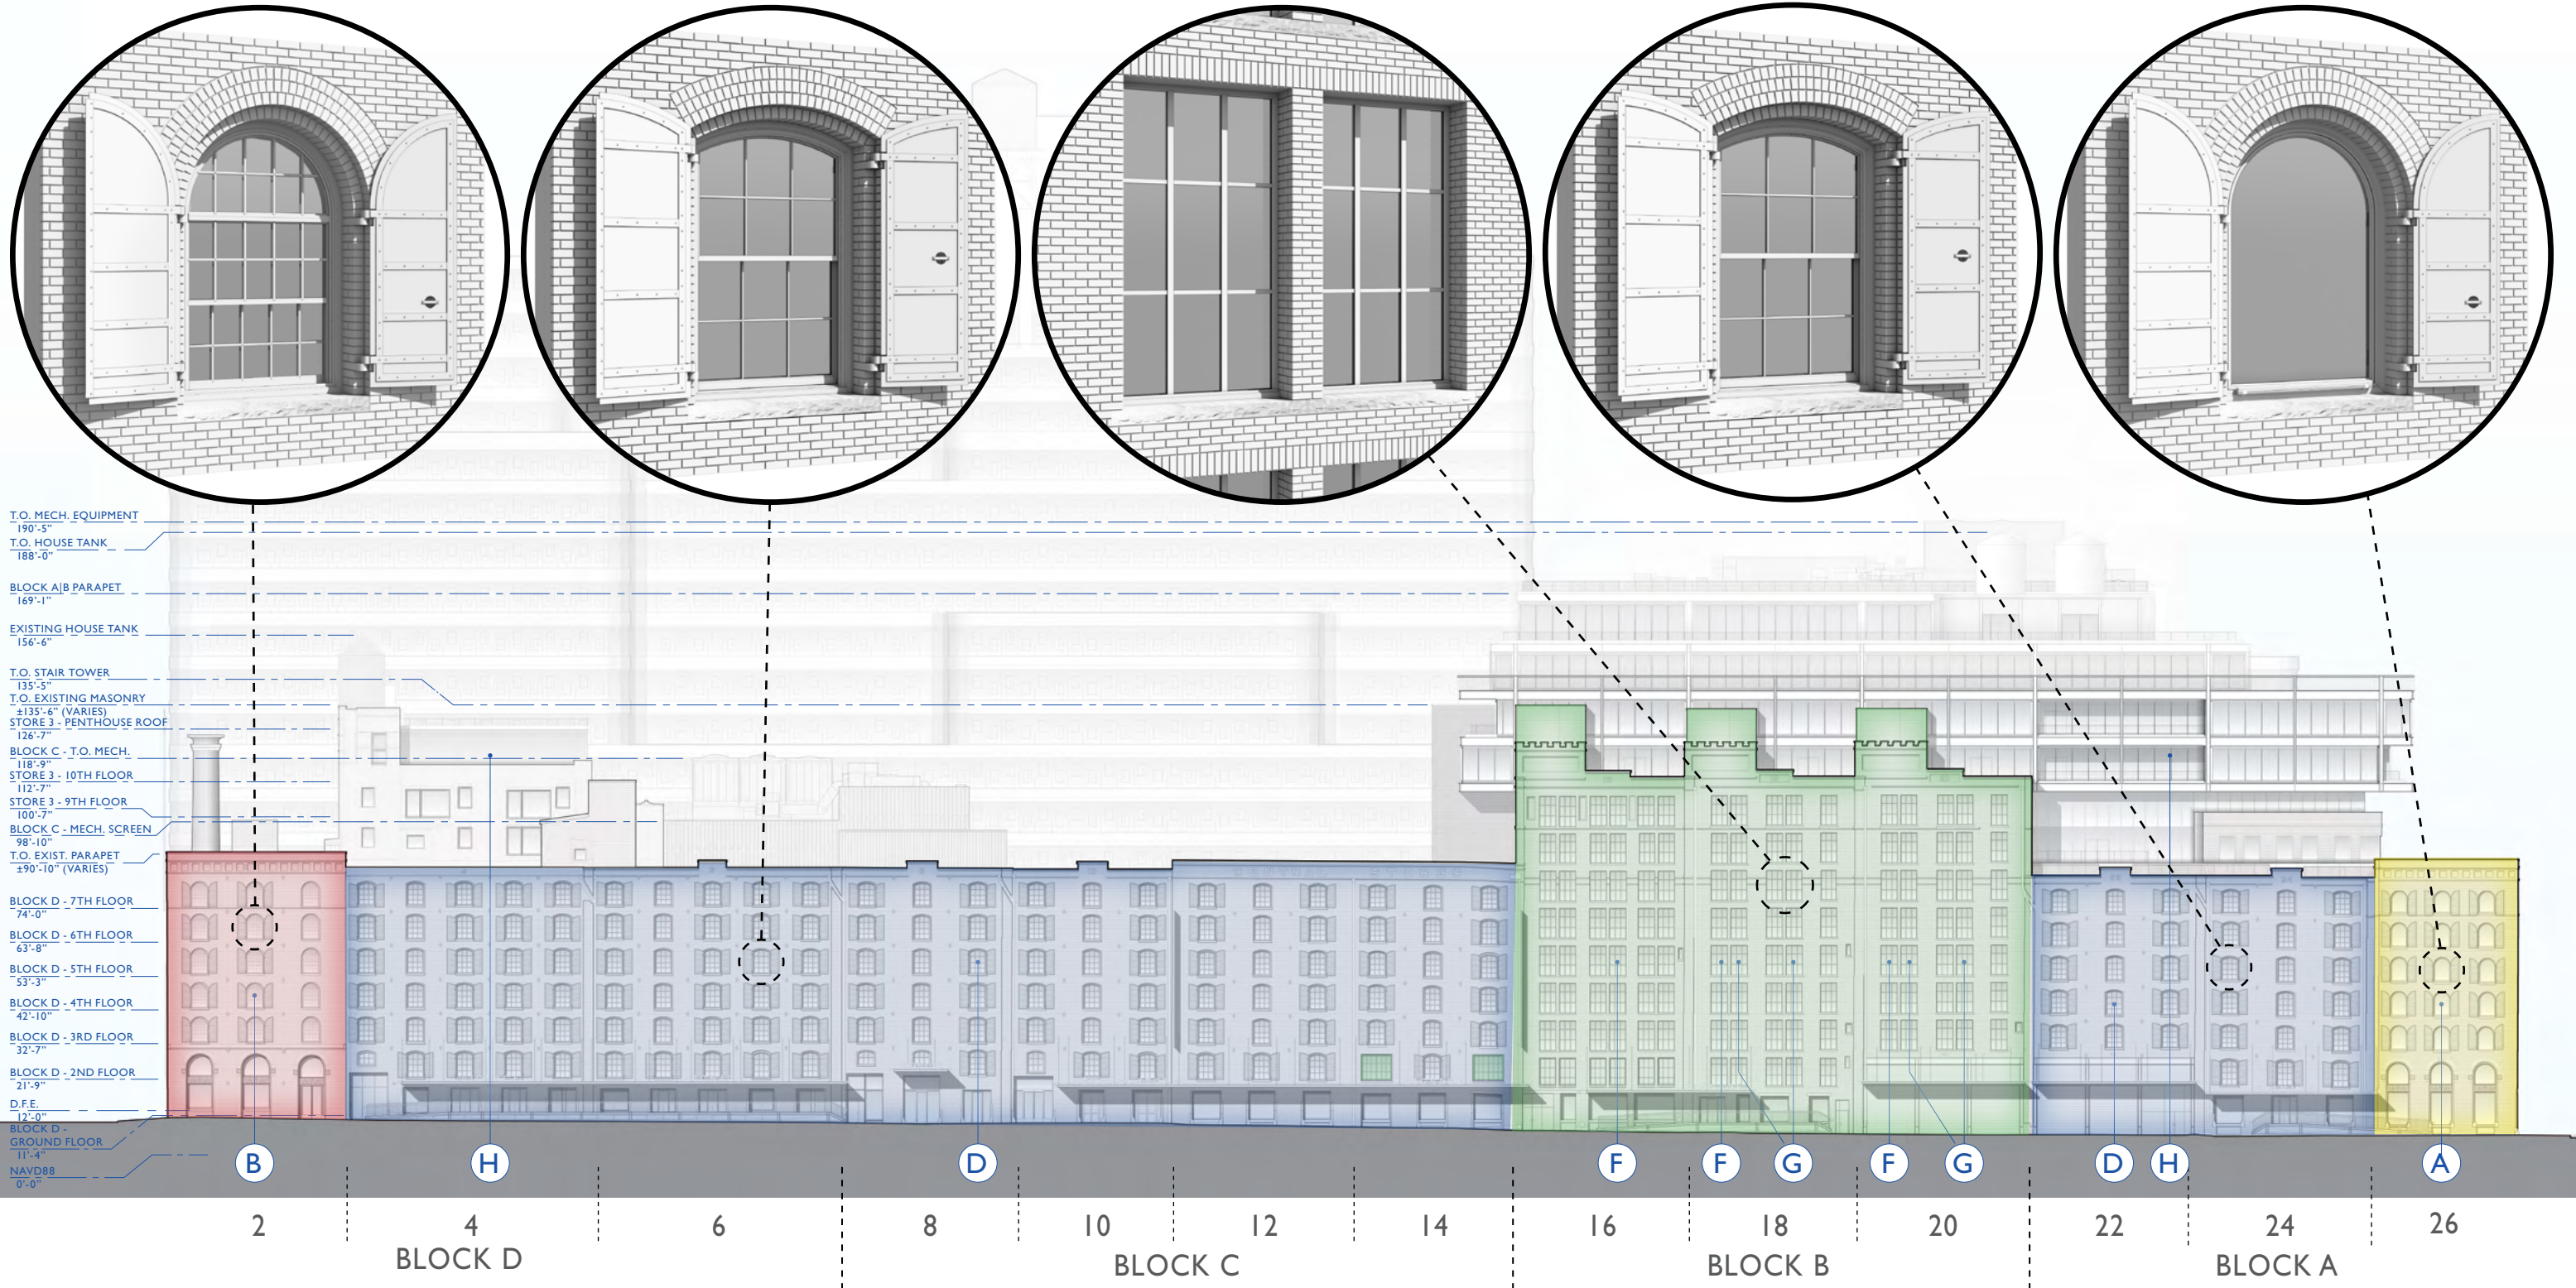 T.O. MECH. EQUIPMENT
190'-5"
T.O. HOUSE TANK
188'-0"
BLOCK A|B PARAPET
169'-1"
EXISTING HOUSE TANK
156'-6"
T.O. STAIR TOWER
135'-5"
T.O. EXISTING MASONRY
±135'-6" (VARIES)
STORE 3 - PENTHOUSE ROOF
126'-7"
BLOCK C - T.O. MECH.
118'-9"
STORE 3 - 10TH FLOOR
112'-7"
STORE 3 - 9TH FLOOR
100'-7"
BLOCK C - MECH. SCREEN
98'-10"
T.O. EXIST. PARAPET
±90'-10" (VARIES)
BLOCK D - 7TH FLOOR
74'-0"
BLOCK D - 6TH FLOOR
63'-8"
BLOCK D - 5TH FLOOR
53'-3"
BLOCK D - 4TH FLOOR
42'-10"
BLOCK D - 3RD FLOOR
32'-7"
BLOCK D - 2ND FLOOR
21'-9"
D.F.E.
12'-0"
BLOCK D -
GROUND FLOOR
11'-4"
NAVD88
0'-0"
B H D F F G F G D H A
2 4 6 8 10 12 14 16 18 20 22 24 26
BLOCK D BLOCK C BLOCK B BLOCK A